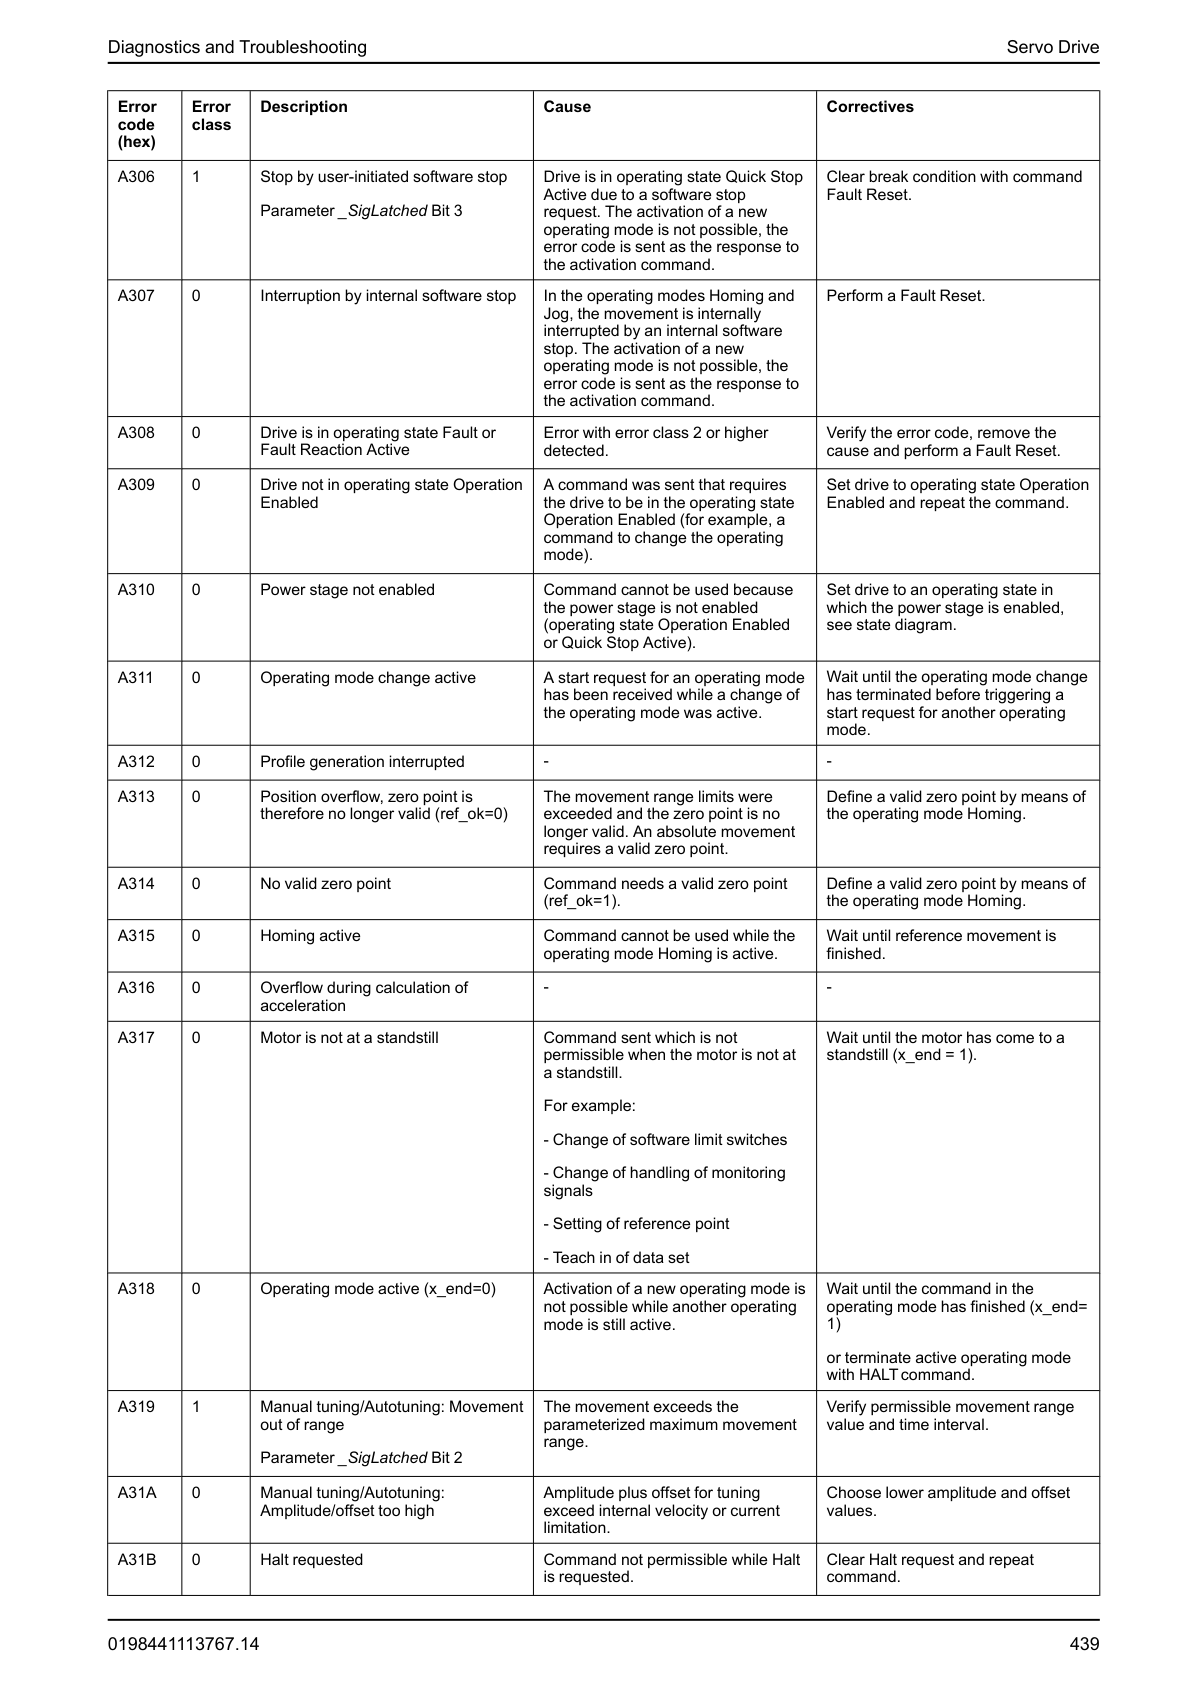 Diagnostics and Troubleshooting
Servo Drive
Error code (hex)
Error class
Description
Cause
Correctives
A306
1
Stop by user-initiated software stop
Parameter _SigLatched Bit 3
Drive is in operating state Quick Stop
Active due to a software stop
request. The activation of a new
operating mode is not possible, the
error code is sent as the response to
the activation command.
Clear break condition with command
Fault Reset.
A307
0
Interruption by internal software stop
In the operating modes Homing and
Jog, the movement is internally
interrupted by an internal software
stop. The activation of a new
operating mode is not possible, the
error code is sent as the response to
the activation command.
Perform a Fault Reset.
A308
0
Drive is in operating state Fault or
Fault Reaction Active
Error with error class 2 or higher
detected.
Verify the error code, remove the
cause and perform a Fault Reset.
A309
0
Drive not in operating state Operation
Enabled
A command was sent that requires
the drive to be in the operating state
Operation Enabled (for example, a
command to change the operating
mode).
Set drive to operating state Operation
Enabled and repeat the command.
A310
0
Power stage not enabled
Command cannot be used because
the power stage is not enabled
(operating state Operation Enabled
or Quick Stop Active).
Set drive to an operating state in
which the power stage is enabled,
see state diagram.
A311
0
Operating mode change active
A start request for an operating mode
has been received while a change of
the operating mode was active.
Wait until the operating mode change
has terminated before triggering a
start request for another operating
mode.
A312
0
Profile generation interrupted
-
-
A313
0
Position overflow, zero point is
therefore no longer valid (ref_ok=0)
The movement range limits were
exceeded and the zero point is no
longer valid. An absolute movement
requires a valid zero point.
Define a valid zero point by means of
the operating mode Homing.
A314
0
No valid zero point
Command needs a valid zero point
(ref_ok=1).
Define a valid zero point by means of
the operating mode Homing.
A315
0
Homing active
Command cannot be used while the
operating mode Homing is active.
Wait until reference movement is
finished.
A316
0
Overflow during calculation of
acceleration
-
-
A317
0
Motor is not at a standstill
Command sent which is not
permissible when the motor is not at
a standstill.
For example:
- Change of software limit switches
- Change of handling of monitoring
signals
- Setting of reference point
- Teach in of data set
Wait until the motor has come to a
standstill (x_end = 1).
A318
0
Operating mode active (x_end=0)
Activation of a new operating mode is
not possible while another operating
mode is still active.
Wait until the command in the
operating mode has finished (x_end=
1)
or terminate active operating mode
with HALT command.
A319
1
Manual tuning/Autotuning: Movement
out of range
Parameter _SigLatched Bit 2
The movement exceeds the
parameterized maximum movement
range.
Verify permissible movement range
value and time interval.
A31A
0
Manual tuning/Autotuning:
Amplitude/offset too high
Amplitude plus offset for tuning
exceed internal velocity or current
limitation.
Choose lower amplitude and offset
values.
A31B
0
Halt requested
Command not permissible while Halt
is requested.
Clear Halt request and repeat
command.
0198441113767.14
439